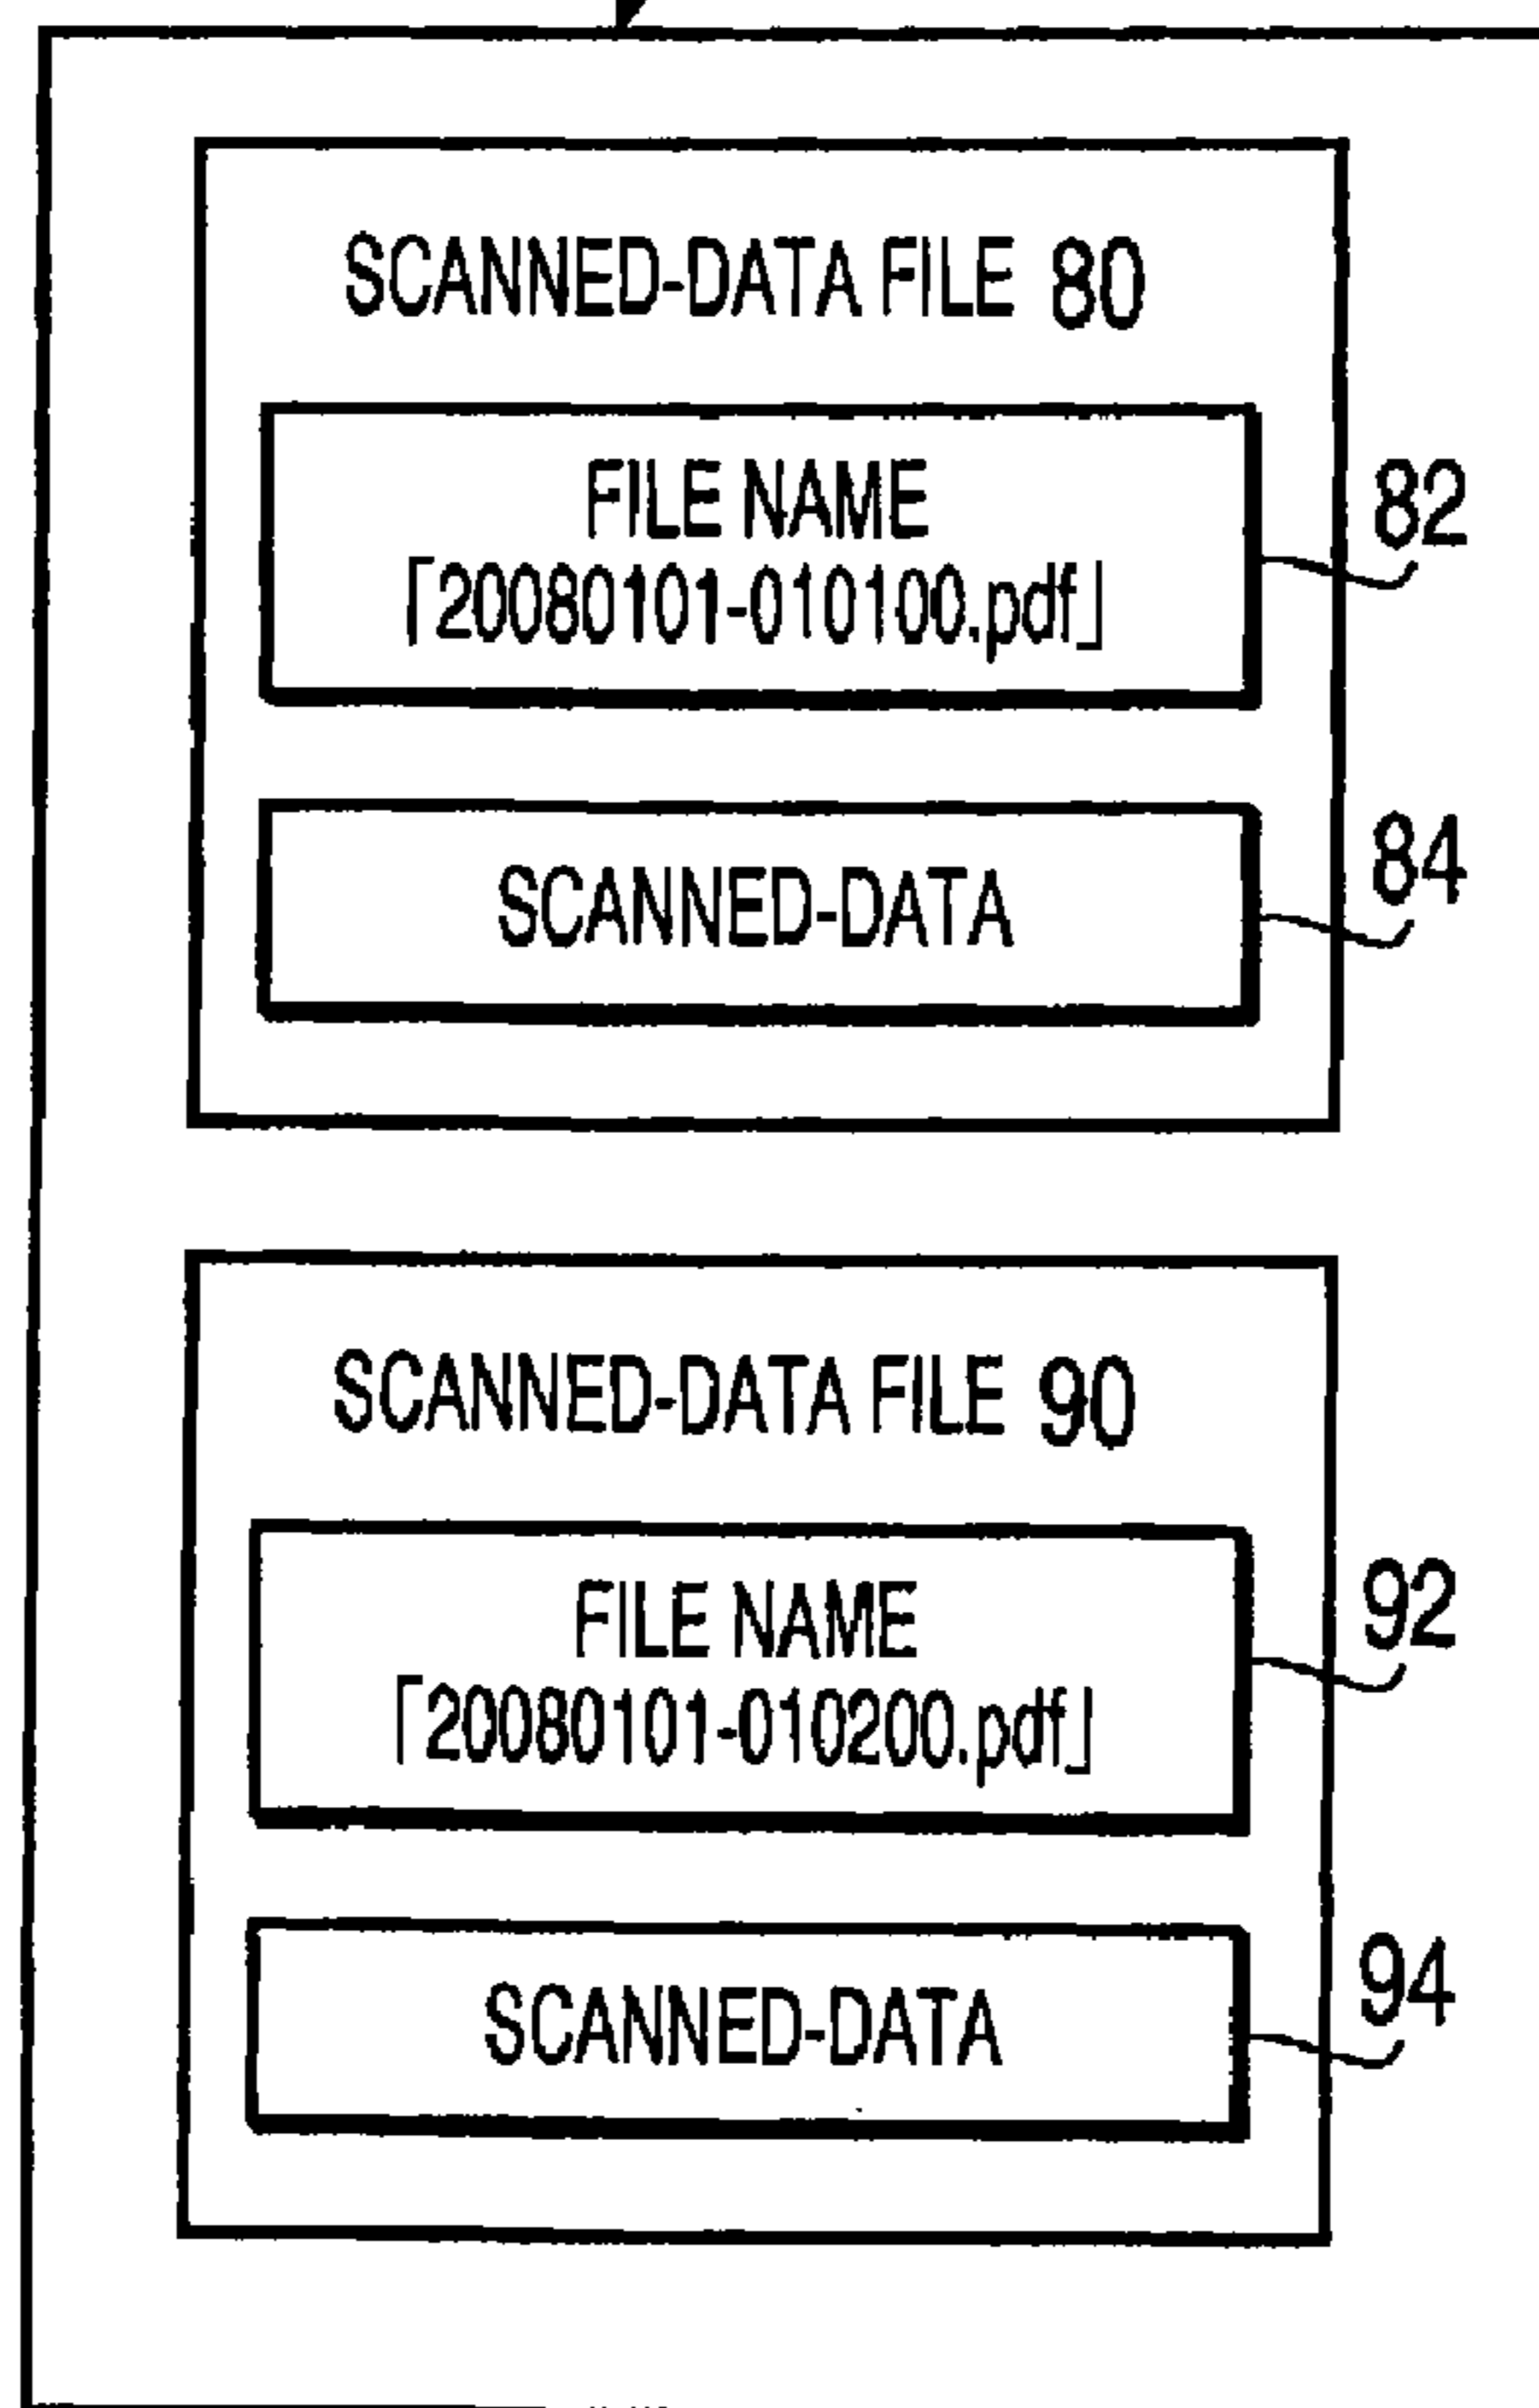 SCANNED-DATA FILE 80
FILE NAME
「20080101-010100.pdf」
82
SCANNED-DATA
84
SCANNED-DATA FILE 90
FILE NAME
「20080101-010200.pdf」
92
SCANNED-DATA
94